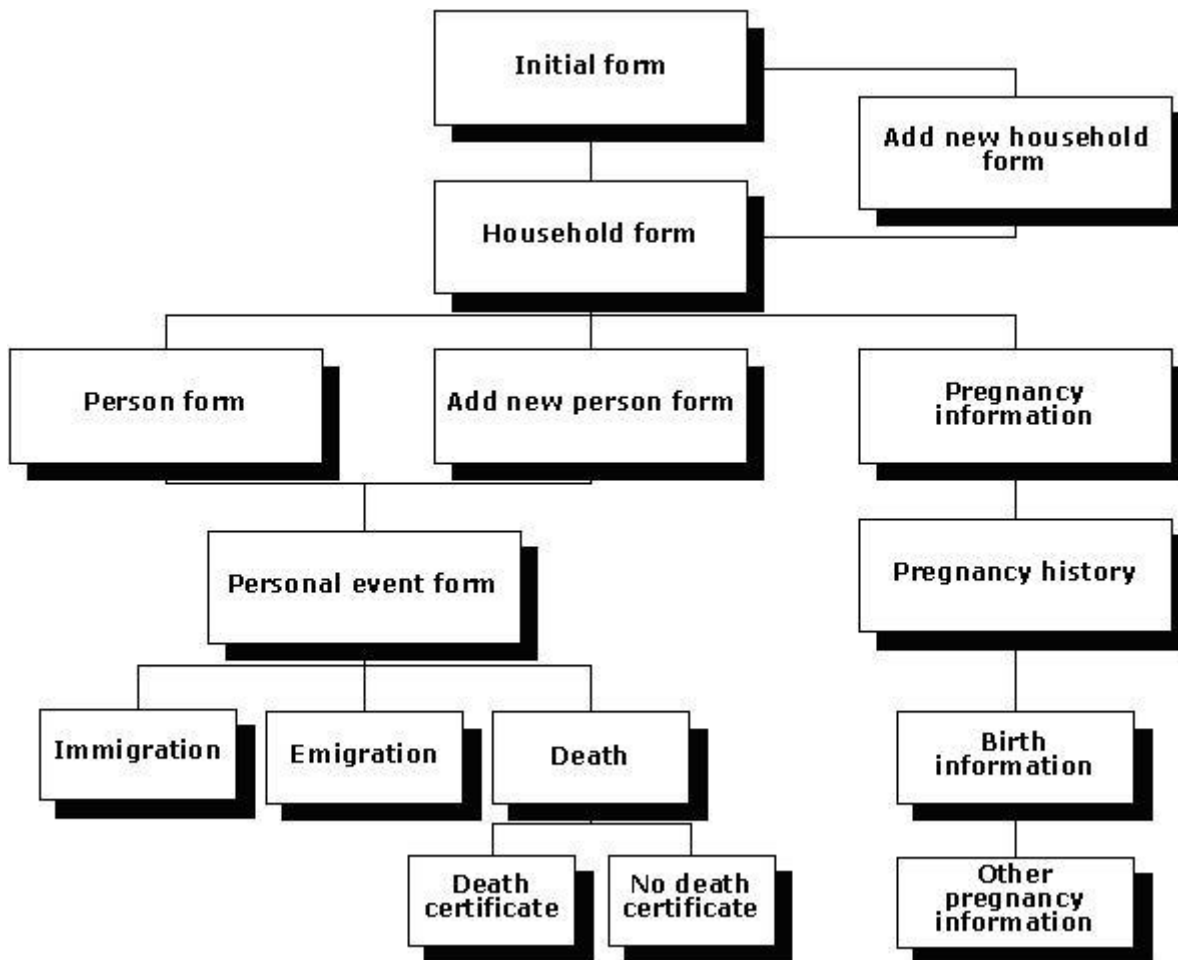 Initial form
Add new household
form
Household form
Person form
Add new person form
Pregnancy
information
Personal event form
Pregnancy history
Immigration
Emigration
Death
Birth
information
Death
certificate
No death
certificate
Other
pregnancy
information